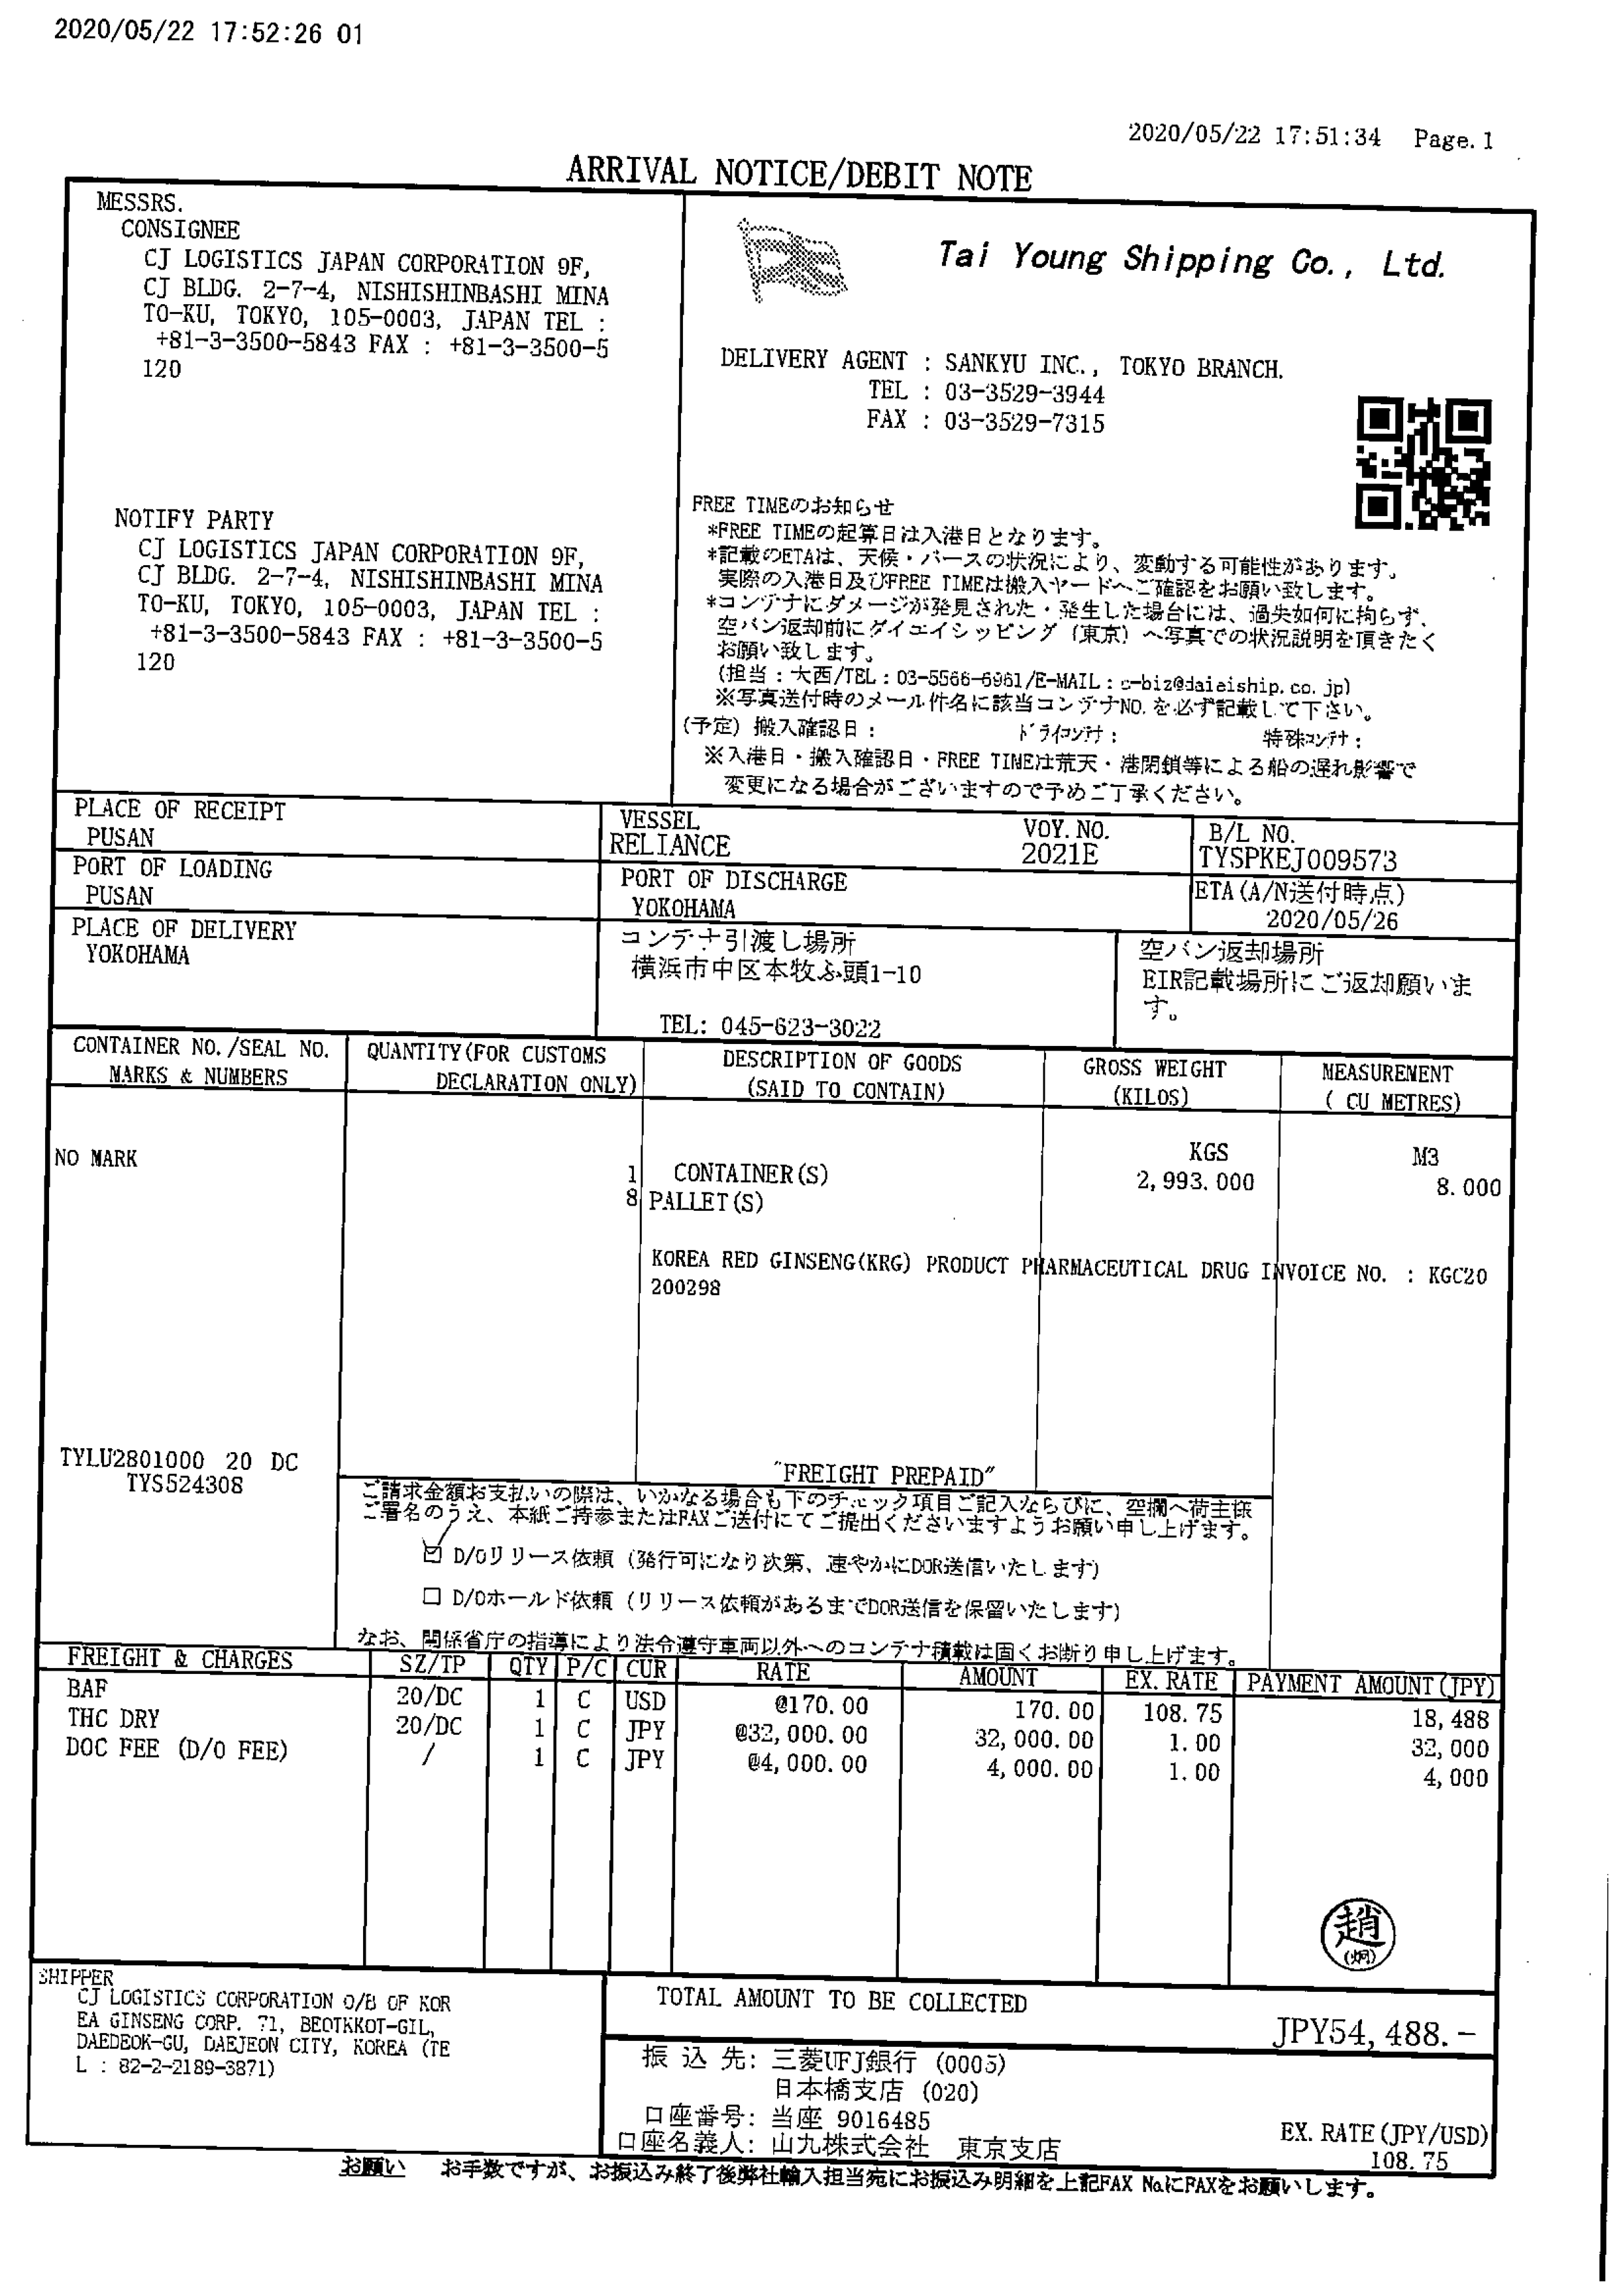 2020/05/22 17:52:26 01
2020/05/22 17:51:34 Page. 1
ARRIVAL NOTICE/DEBIT NOTE
MESSRS.
CONSIGNEE
CJ LOGISTICS JAPAN CORPORATION 9F,
CJ BLDG. 2-7-4, NISHISHINBASHI MINA
TO-KU, TOKYO, 105-0003, JAPAN TEL :
+81-3-3500-5843 FAX : +81-3-3500-5
120
NOTIFY PARTY
CJ LOGISTICS JAPAN CORPORATION 9F,
CJ BLDG. 2-7-4, NISHISHINBASHI MINA
TO-KU, TOKYO, 105-0003, JAPAN TEL :
+81-3-3500-5843 FAX : +81-3-3500-5
120
Tai Young Shipping Co., Ltd.
DELIVERY AGENT : SANKYU INC., TOKYO BRANCH.
TEL : 03-3529-3944
FAX : 03-3529-7315
FREE TIMEのお知らせ
*FREE TIMEの起算日は入港日となります。
*記載のETAは、天候・バースの状況により、変動する可能性があります。
実際の入港日及びFREE TIMEは搬入ヤードへご確認をお願い致します。
*コンテナにダメージが発見された・発生した場合には、過失如何に拘らず、
空バン返却前にダイエイシッピング（東京）へ写真での状況説明を頂きたく
お願い致します。
(担当：大西/TEL：03-5566-6961/E-MAIL：c-biz@daieiship.co.jp)
※写真送付時のメール件名に該当コンテナNO.を必ず記載して下さい。
(予定) 搬入確認日： ﾄﾞﾗｲｺﾝﾃﾅ： 特殊ｺﾝﾃﾅ：
※入港日・搬入確認日・FREE TIMEは荒天・港閉鎖等による船の遅れ影響で
変更になる場合がございますので予めご了承ください。
PLACE OF RECEIPT
PUSAN
VESSEL
RELIANCE
VOY. NO.
2021E
B/L NO.
TYSPKEJ009573
PORT OF LOADING
PUSAN
PORT OF DISCHARGE
YOKOHAMA
ETA(A/N送付時点)
2020/05/26
PLACE OF DELIVERY
YOKOHAMA
コンテナ引渡し場所
横浜市中区本牧ふ頭1-10
TEL: 045-623-3022
空バン返却場所
EIR記載場所にご返却願いま
す。
CONTAINER NO. /SEAL NO.
MARKS & NUMBERS
QUANTITY(FOR CUSTOMS
DECLARATION ONLY)
DESCRIPTION OF GOODS
(SAID TO CONTAIN)
GROSS WEIGHT
(KILOS)
MEASUREMENT
( CU METRES)
NO MARK
1 CONTAINER(S)
8 PALLET(S)
KGS
2,993.000
M3
8.000
KOREA RED GINSENG(KRG) PRODUCT PHARMACEUTICAL DRUG INVOICE NO. : KGC20
200298
TYLU2801000 20 DC
TYS524308
"FREIGHT PREPAID"
ご請求金額お支払いの際は、いかなる場合も下のチェック項目ご記入ならびに、空欄へ荷主様
ご署名のうえ、本紙ご持参またはFAXご送付にてご提出くださいますようお願い申し上げます。
☑ D/Oリリース依頼（発行可になり次第、速やかにDOR送信いたします）
□ D/Oホールド依頼（リリース依頼があるまでDOR送信を保留いたします）
なお、関係省庁の指導により法令遵守車両以外へのコンテナ積載は固くお断り申し上げます。
FREIGHT & CHARGES SZ/TP QTY P/C CUR RATE AMOUNT EX. RATE PAYMENT AMOUNT(JPY)
BAF 20/DC 1 C USD @170.00 170.00 108.75 18,488
THC DRY 20/DC 1 C JPY @32,000.00 32,000.00 1.00 32,000
DOC FEE (D/O FEE) / 1 C JPY @4,000.00 4,000.00 1.00 4,000
趙
(炯)
SHIPPER
CJ LOGISTICS CORPORATION O/B OF KOR
EA GINSENG CORP. 71, BEOTKKOT-GIL,
DAEDEOK-GU, DAEJEON CITY, KOREA (TE
L : 82-2-2189-3871)
TOTAL AMOUNT TO BE COLLECTED
JPY54,488.-
振 込 先: 三菱UFJ銀行 (0005)
日本橋支店 (020)
口座番号: 当座 9016485
口座名義人: 山九株式会社 東京支店
EX. RATE(JPY/USD)
108.75
お願い お手数ですが、お振込み終了後弊社輸入担当宛にお振込み明細を上記FAX №にFAXをお願いします。